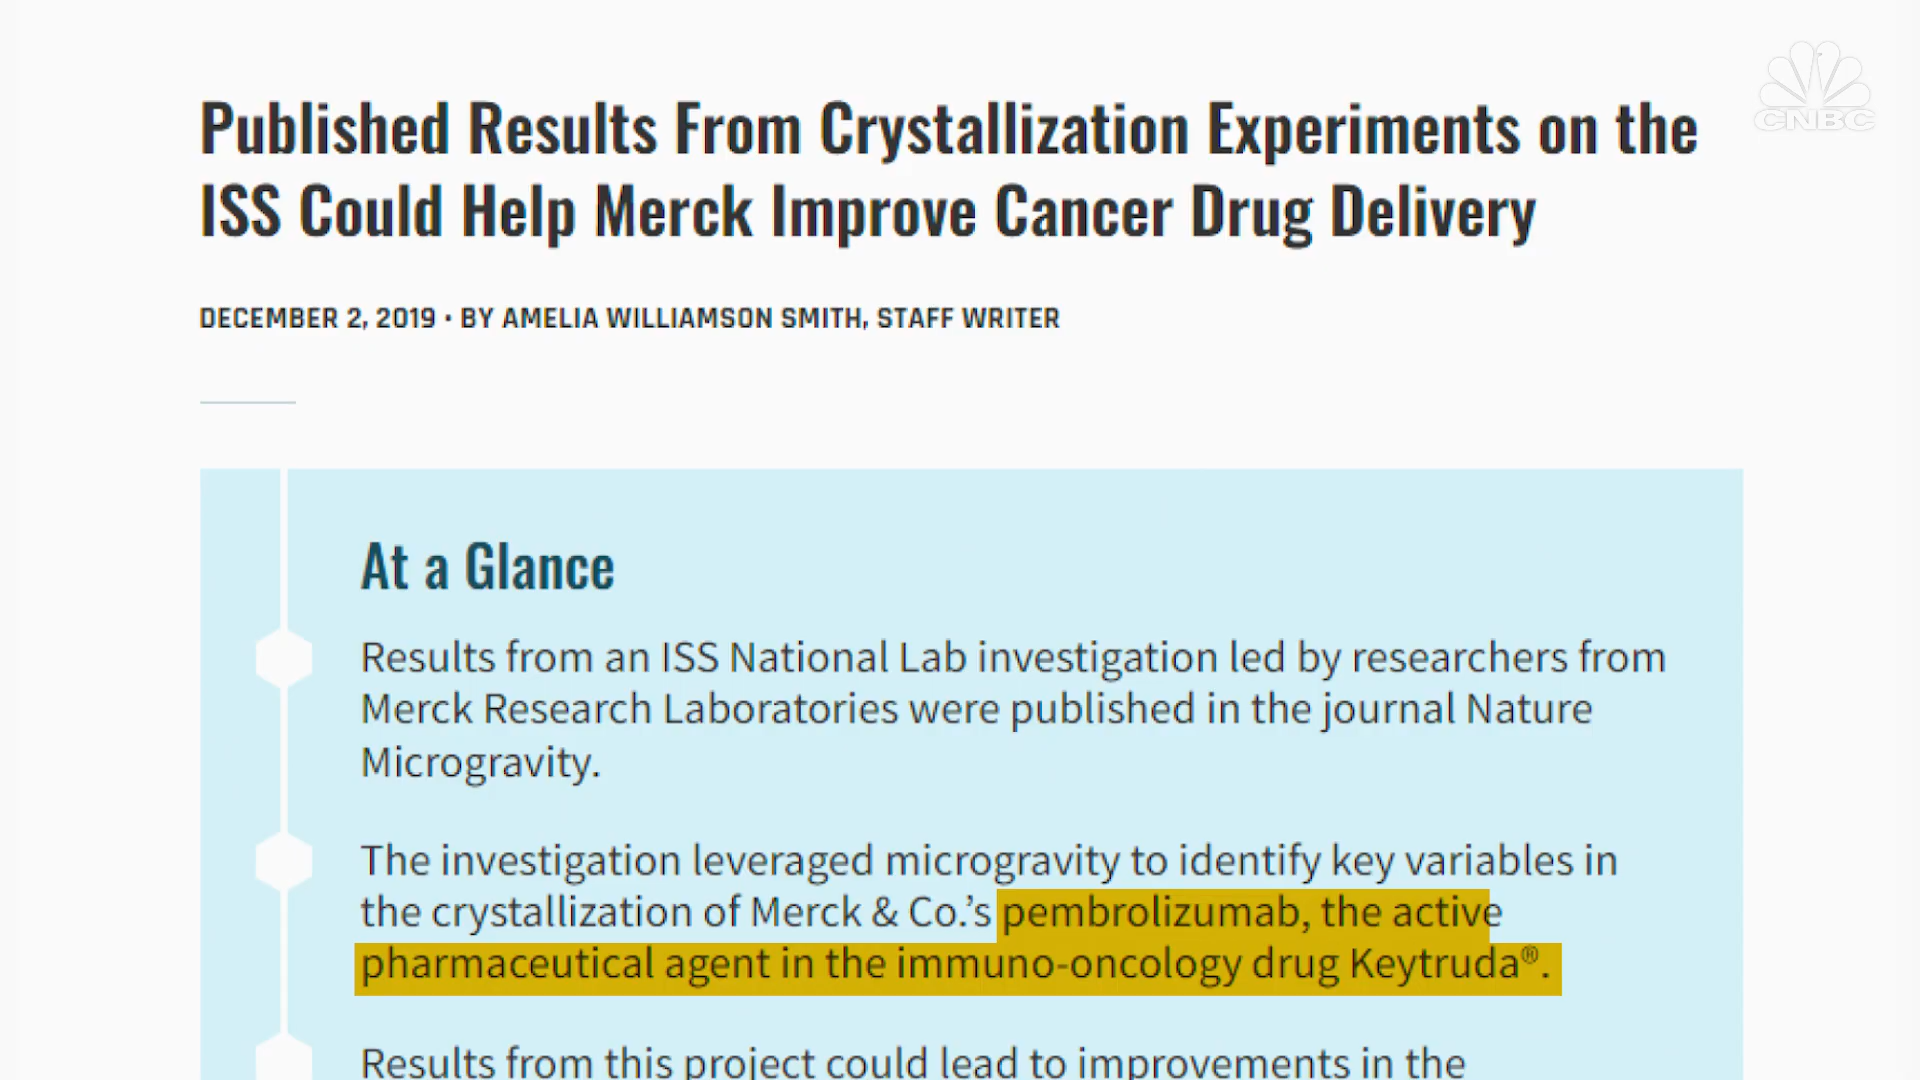 CNBC
Published Results From Crystallization Experiments on the
ISS Could Help Merck Improve Cancer Drug Delivery
DECEMBER 2, 2019 • BY AMELIA WILLIAMSON SMITH, STAFF WRITER
At a Glance
Results from an ISS National Lab investigation led by researchers from
Merck Research Laboratories were published in the journal Nature
Microgravity.
The investigation leveraged microgravity to identify key variables in
the crystallization of Merck & Co.’s pembrolizumab, the active
pharmaceutical agent in the immuno-oncology drug Keytruda®.
Results from this project could lead to improvements in the